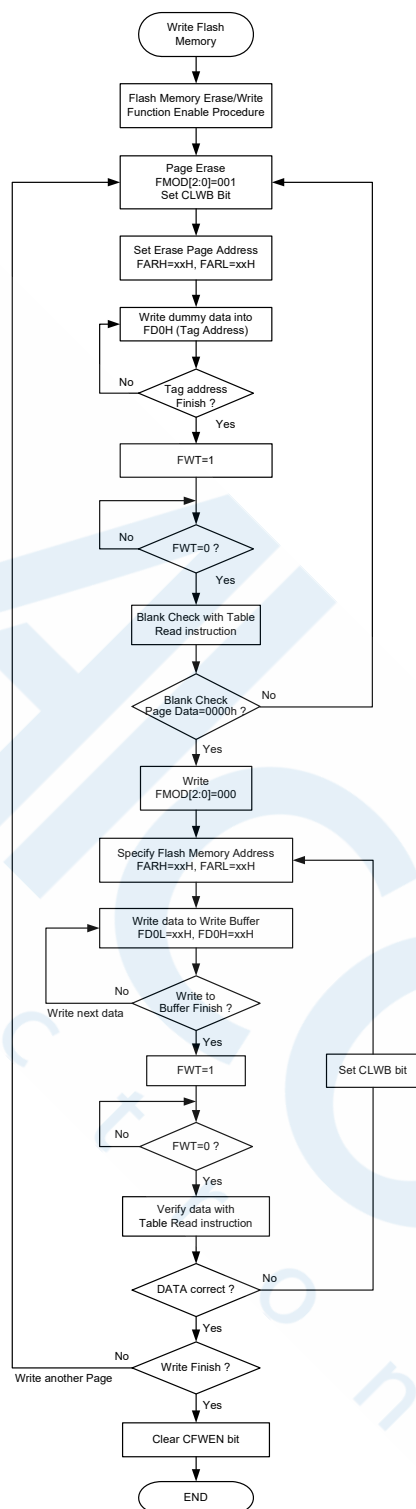 Write Flash
Memory
Flash Memory Erase/Write
Function Enable Procedure
Page Erase
FMOD[2:0]=001
Set CLWB Bit
Set Erase Page Address
FARH=xxH, FARL=xxH
Write dummy data into
FD0H (Tag Address)
No
Tag address
Finish ?
Yes
FWT=1
No
FWT=0 ?
Yes
Blank Check with Table
Read instruction
Blank Check
Page Data=0000h ?
No
Yes
Write
FMOD[2:0]=000
Specify Flash Memory Address
FARH=xxH, FARL=xxH
Write data to Write Buffer
FD0L=xxH, FD0H=xxH
No
Write next data
Write to
Buffer Finish ?
Yes
FWT=1
Set CLWB bit
No
FWT=0 ?
Yes
Verify data with
Table Read instruction
DATA correct ?
No
Yes
No
Write another Page
Write Finish ?
Yes
Clear CFWEN bit
END